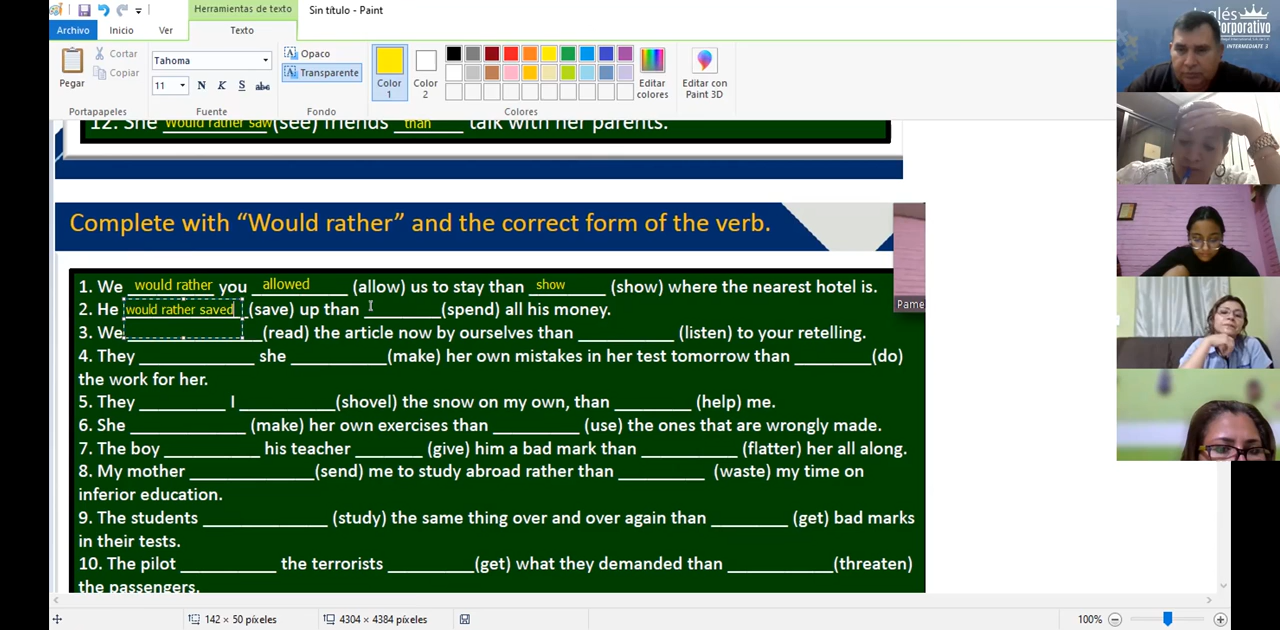 Herramientas de texto
Sin título - Paint
Archivo
Inicio
Ver
Texto
Pegar
Cortar
Copiar
Portapapeles
Tahoma
11
N K S abc
Fuente
Opaco
Transparente
Fondo
Color 1
Color 2
Editar colores
Editar con Paint 3D
Colores
12. She Would rather saw (see) friends than talk with her parents.
Complete with “Would rather” and the correct form of the verb.
1. We would rather you allowed (allow) us to stay than show (show) where the nearest hotel is.
2. He would rather saved (save) up than ________(spend) all his money.
3. We______________(read) the article now by ourselves than __________ (listen) to your retelling.
4. They ____________ she __________(make) her own mistakes in her test tomorrow than ________(do)
the work for her.
5. They _________ I __________(shovel) the snow on my own, than ________ (help) me.
6. She ____________ (make) her own exercises than _________ (use) the ones that are wrongly made.
7. The boy __________ his teacher _______ (give) him a bad mark than __________ (flatter) her all along.
8. My mother _____________(send) me to study abroad rather than _________ (waste) my time on
inferior education.
9. The students _____________ (study) the same thing over and over again than ________ (get) bad marks
in their tests.
10. The pilot __________ the terrorists _________(get) what they demanded than ___________(threaten)
the passengers.
Pame
Inglés
Corporativo
INTERMEDIATE 3
142 × 50 píxeles
4304 × 4384 píxeles
100%